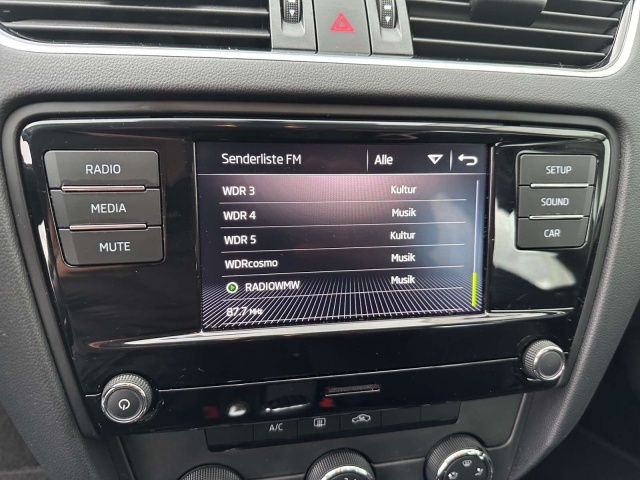 Senderliste FM Alle
RADIO
MEDIA
MUTE
WDR 3 Kultur
WDR 4 Musik
WDR 5 Kultur
WDRcosmo Musik
RADIOWMW Musik
87.7 MHz
SETUP
SOUND
CAR
A/C